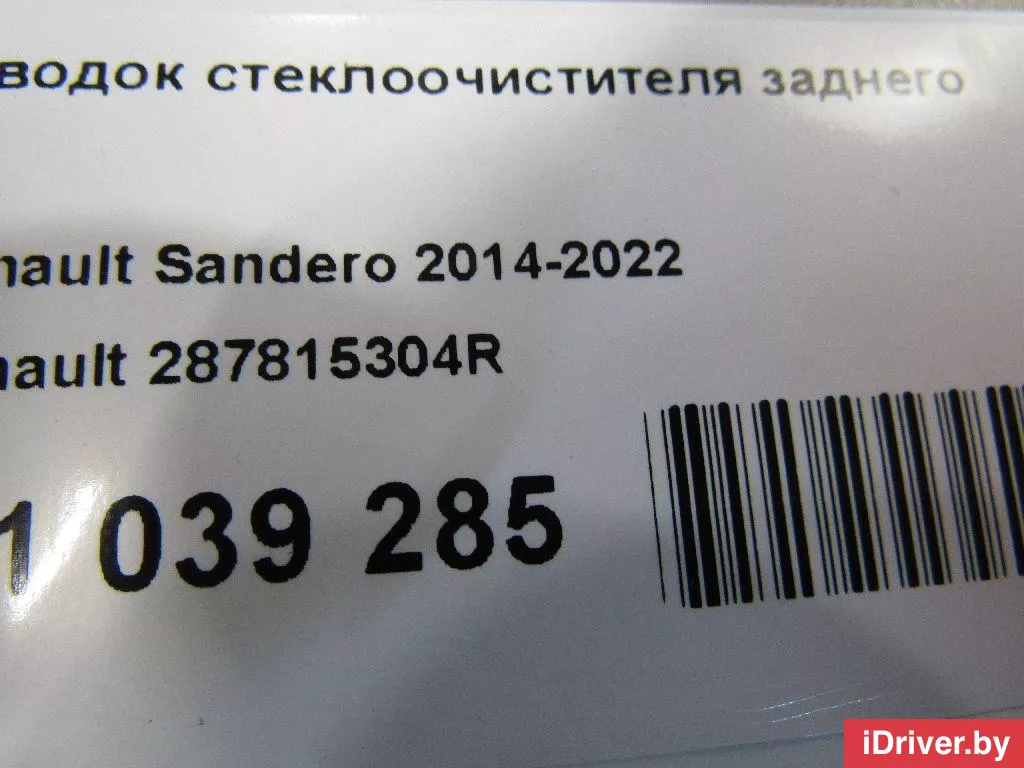 водок стеклоочистителя заднего
nault Sandero 2014-2022
nault 287815304R
1 039 285
iDriver.by